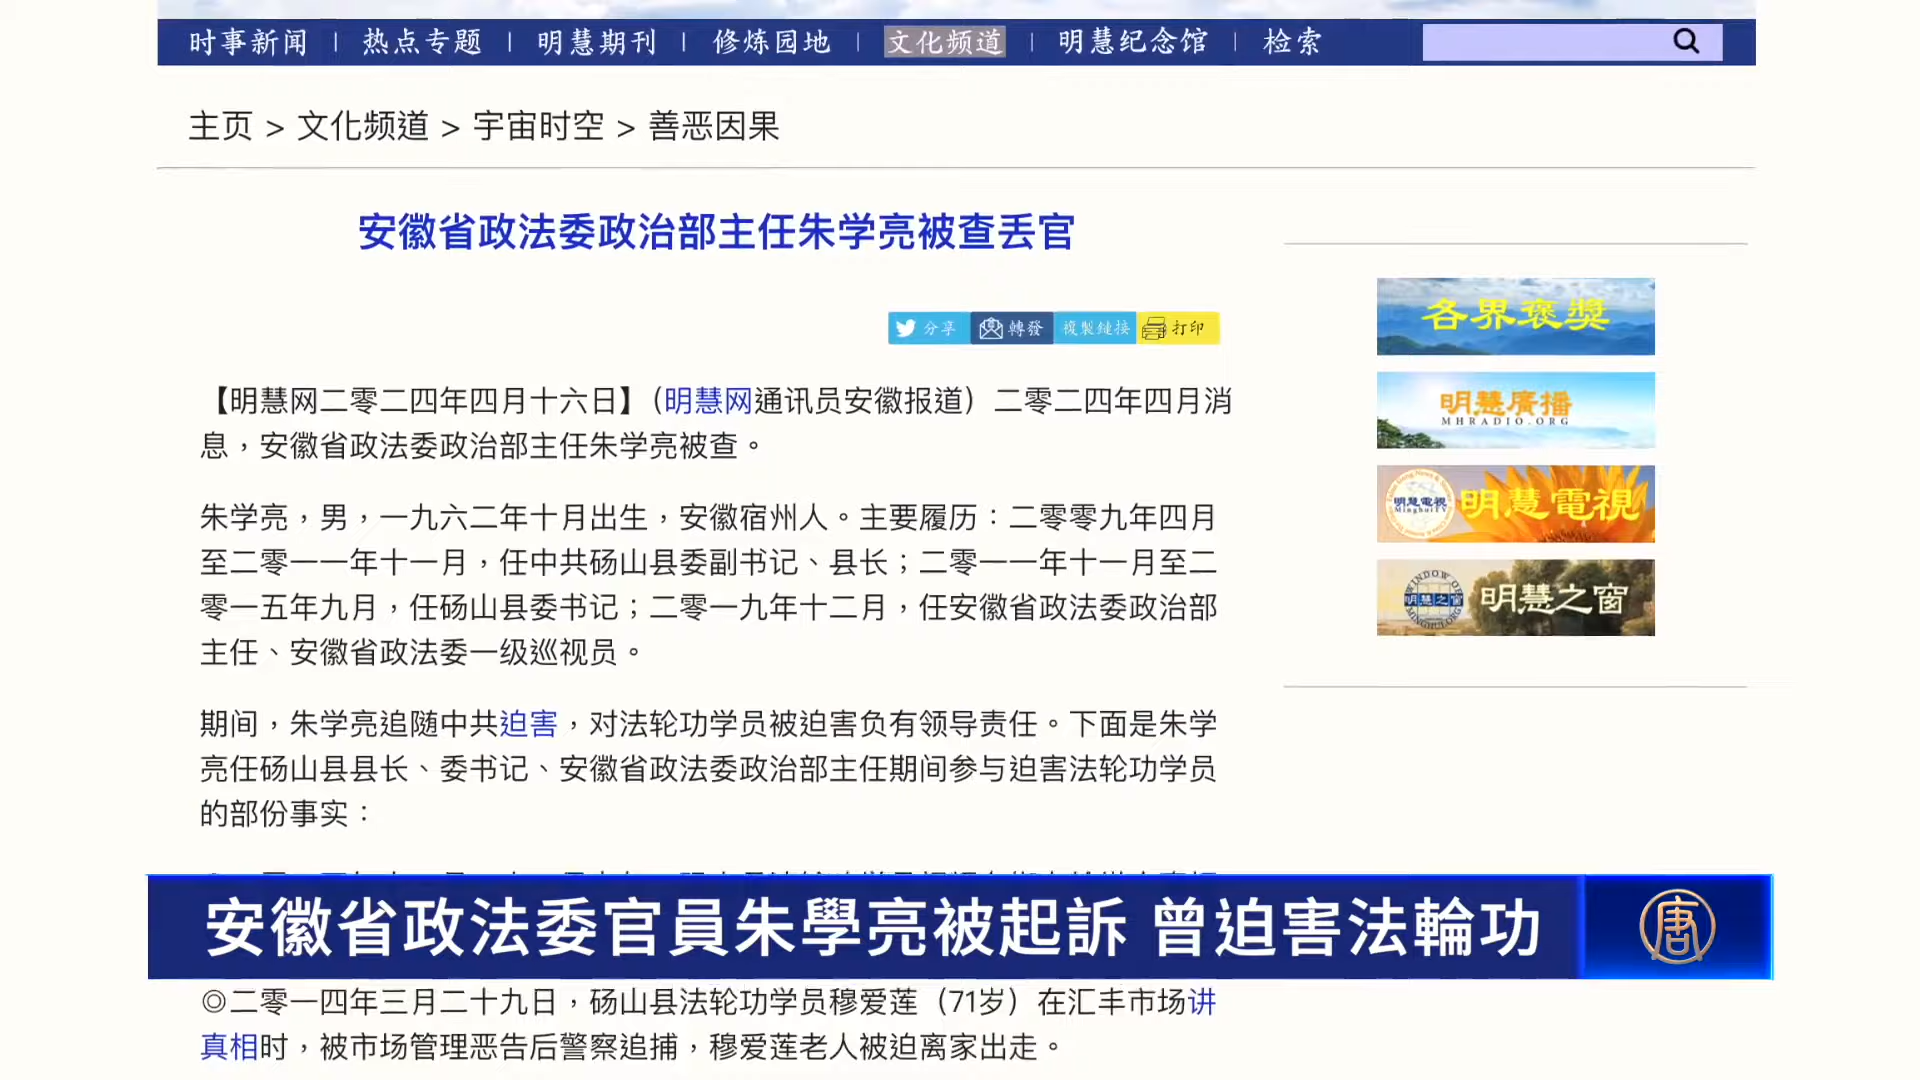 时事新闻 | 热点专题 | 明慧期刊 | 修炼园地 | 文化频道 | 明慧纪念馆 | 检索
主页 > 文化频道 > 宇宙时空 > 善恶因果
安徽省政法委政治部主任朱学亮被查丢官
分享 轉發 複製鏈接 打印
【明慧网二零二四年四月十六日】（明慧网通讯员安徽报道）二零二四年四月消
息，安徽省政法委政治部主任朱学亮被查。
朱学亮，男，一九六二年十月出生，安徽宿州人。主要履历：二零零九年四月
至二零一一年十一月，任中共砀山县委副书记、县长；二零一一年十一月至二
零一五年九月，任砀山县委书记；二零一九年十二月，任安徽省政法委政治部
主任、安徽省政法委一级巡视员。
期间，朱学亮追随中共迫害，对法轮功学员被迫害负有领导责任。下面是朱学
亮任砀山县县长、委书记、安徽省政法委政治部主任期间参与迫害法轮功学员
的部份事实：
各界褒獎
明慧廣播
MHRADIO.ORG
明慧電視
MinghuiTV
明慧電視
明慧之窗
明慧之窗
安徽省政法委官員朱學亮被起訴 曾迫害法輪功
唐
◎二零一四年三月二十九日，砀山县法轮功学员穆爱莲（71岁）在汇丰市场讲
真相时，被市场管理恶告后警察追捕，穆爱莲老人被迫离家出走。